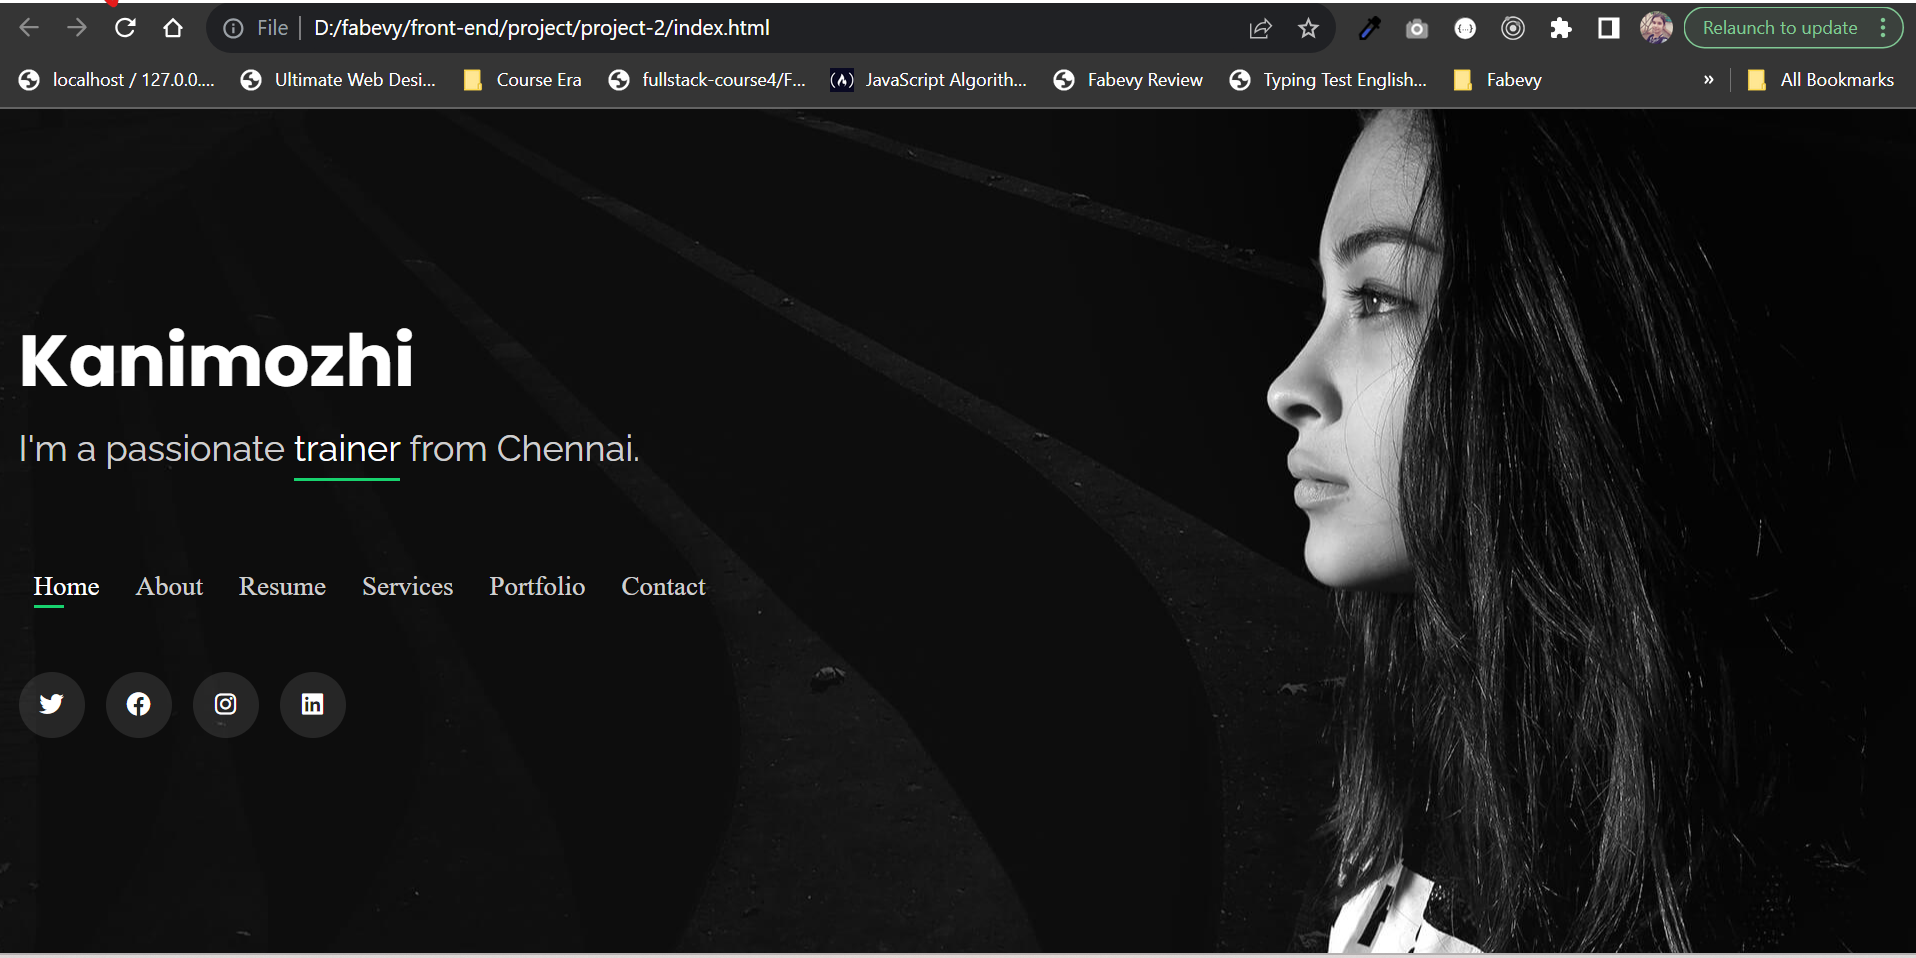 File | D:/fabevy/front-end/project/project-2/index.html Relaunch to update
localhost / 127.0.0.... Ultimate Web Desi... Course Era fullstack-course4/F... JavaScript Algorith... Fabevy Review Typing Test English... Fabevy » All Bookmarks
Kanimozhi
I'm a passionate trainer from Chennai.
Home About Resume Services Portfolio Contact